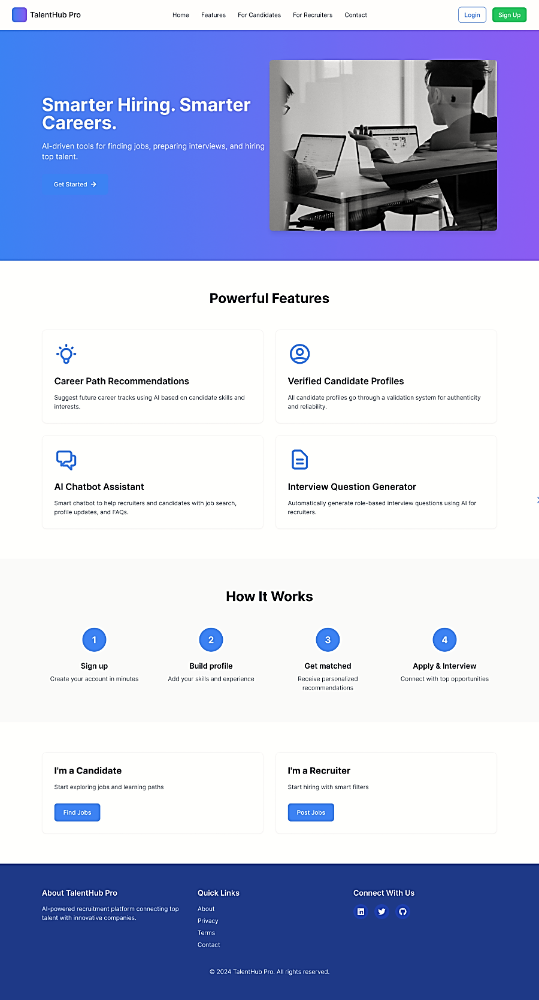 TalentHub Pro
Home
Features
For Candidates
For Recruiters
Contact
Login
Sign Up
Smarter Hiring. Smarter
Careers.
AI-driven tools for finding jobs, preparing interviews, and hiring
top talent.
Get Started →
Powerful Features
Career Path Recommendations
Suggest future career tracks using AI based on candidate skills and
interests.
Verified Candidate Profiles
All candidate profiles go through a validation system for authenticity
and reliability.
AI Chatbot Assistant
Smart chatbot to help recruiters and candidates with job search,
profile updates, and FAQs.
Interview Question Generator
Automatically generate role-based interview questions using AI for
recruiters.
How It Works
1
Sign up
Create your account in minutes
2
Build profile
Add your skills and experience
3
Get matched
Receive personalized
recommendations
4
Apply & Interview
Connect with top opportunities
I'm a Candidate
Start exploring jobs and learning paths
Find Jobs
I'm a Recruiter
Start hiring with smart filters
Post Jobs
About TalentHub Pro
AI-powered recruitment platform connecting top
talent with innovative companies.
Quick Links
About
Privacy
Terms
Contact
Connect With Us
© 2024 TalentHub Pro. All rights reserved.